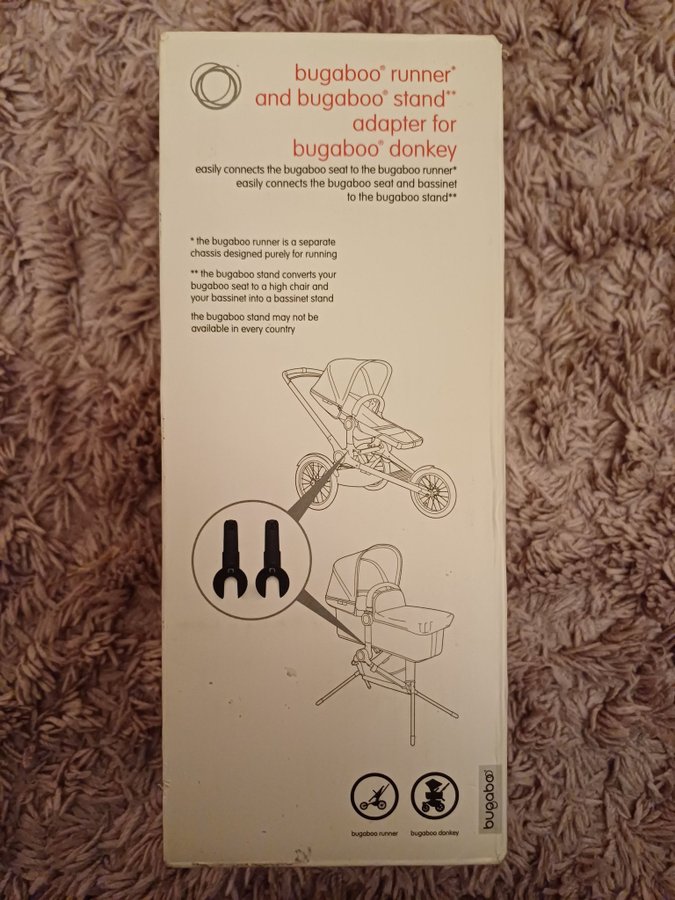 bugaboo® runner*
and bugaboo® stand**
adapter for
bugaboo® donkey
easily connects the bugaboo seat to the bugaboo runner*
easily connects the bugaboo seat and bassinet
to the bugaboo stand**
* the bugaboo runner is a separate
chassis designed purely for running
** the bugaboo stand converts your
bugaboo seat to a high chair and
your bassinet into a bassinet stand
the bugaboo stand may not be
available in every country
bugaboo runner
bugaboo donkey
bugaboo